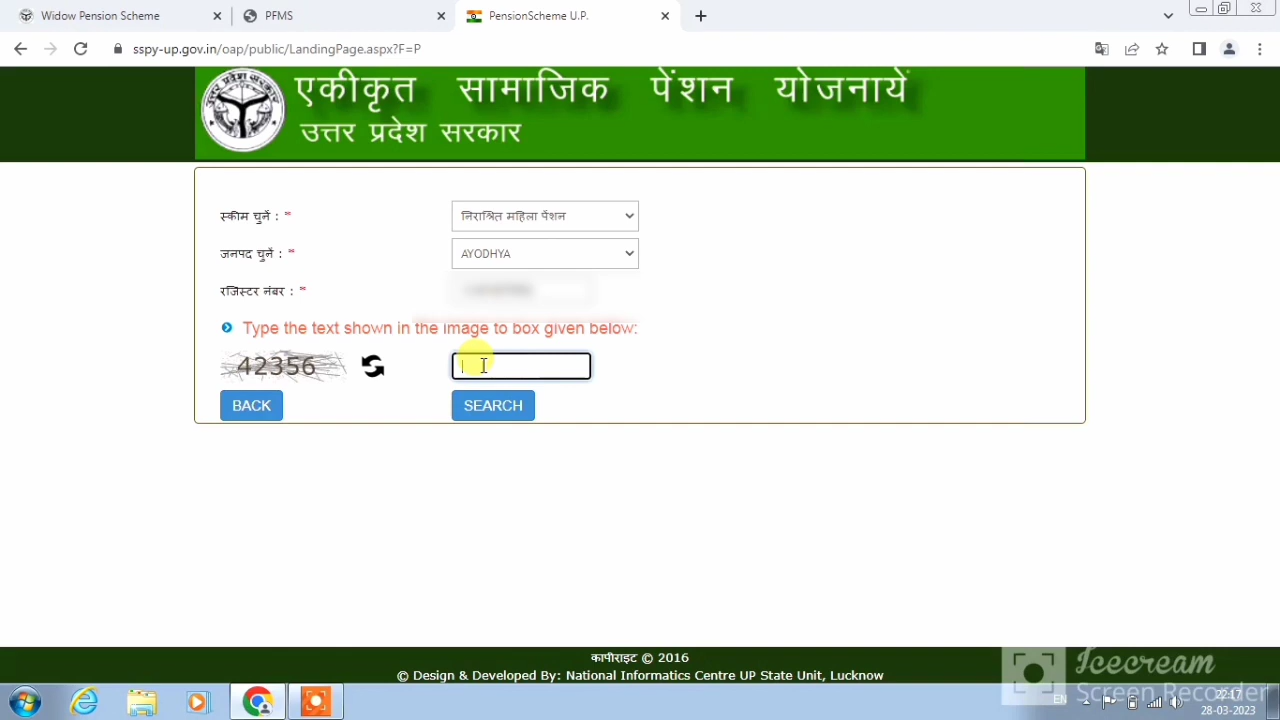 Widow Pension Scheme
PFMS
PensionScheme U.P.
sspy-up.gov.in/oap/public/LandingPage.aspx?F=P
एकीकृत सामाजिक पेंशन योजनायें
उत्तर प्रदेश सरकार
स्कीम चुनें : * निराश्रित महिला पेंशन
जनपद चुनें : * AYODHYA
रजिस्टर नंबर : *
Type the text shown in the image to box given below:
42356
BACK SEARCH
कापीराइट © 2016
© Design & Developed By: National Informatics Centre UP State Unit, Lucknow
Icecream
Screen Recorder
EN 22:17
28-03-2023